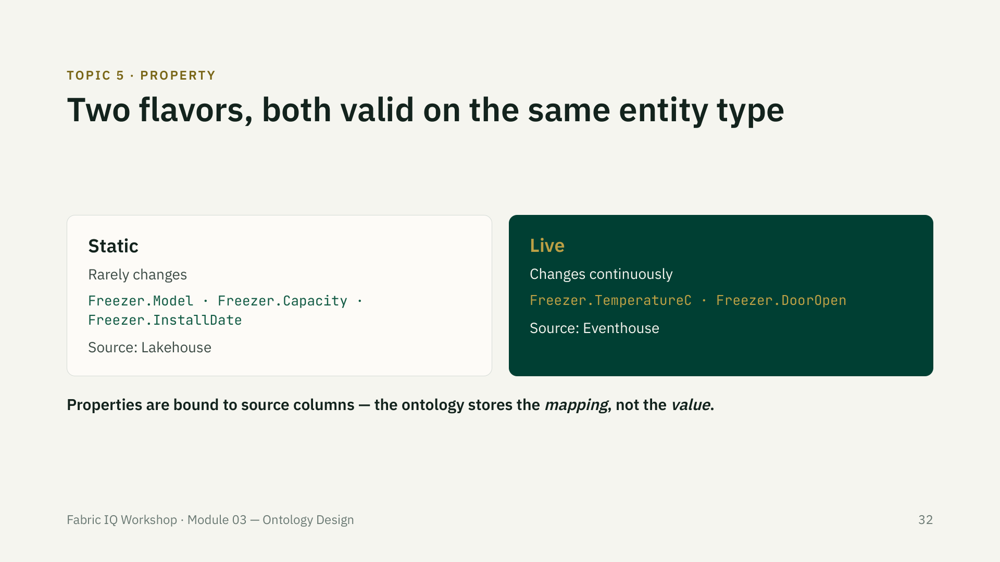 TOPIC 5 · PROPERTY
Two flavors, both valid on the same entity type
Static
Rarely changes
Freezer.Model · Freezer.Capacity ·
Freezer.InstallDate
Source: Lakehouse
Live
Changes continuously
Freezer.TemperatureC · Freezer.DoorOpen
Source: Eventhouse
Properties are bound to source columns — the ontology stores the mapping, not the value.
Fabric IQ Workshop · Module 03 — Ontology Design
32